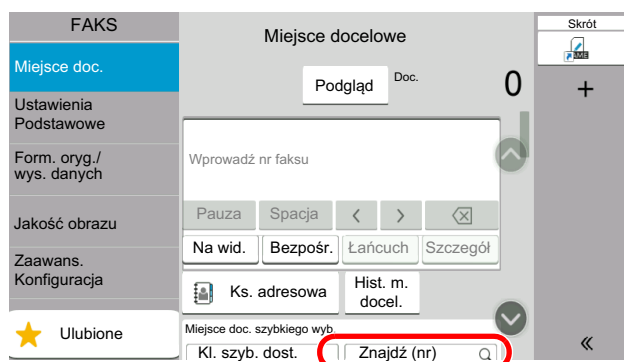 FAKS
Miejsce doc.
Ustawienia
Podstawowe
Form. oryg./
wys. danych
Jakość obrazu
Zaawans.
Konfiguracja
Ulubione
Miejsce docelowe
Podgląd
Doc.
0
Wprowadź nr faksu
Pauza
Spacja
Na wid.
Bezpośr.
Łańcuch
Szczegół
Ks. adresowa
Hist. m.
docel.
Miejsce doc. szybkiego wyb.
Kl. szyb. dost.
Znajdź (nr)
Skrót
+
«